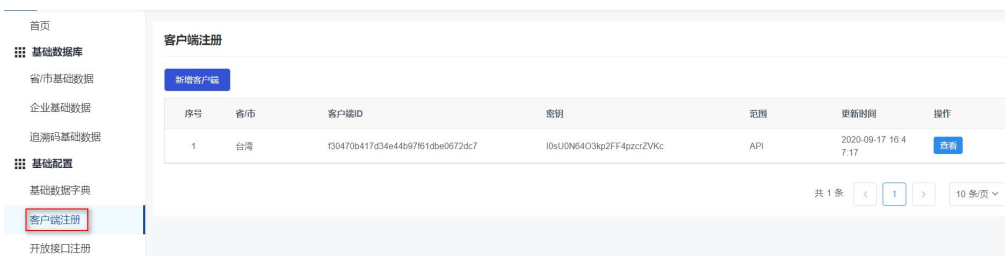 首页
基础数据库
省/市基础数据
企业基础数据
追溯码基础数据
基础配置
基础数据字典
客户端注册
开放接口注册
客户端注册
新增客户端
序号 省/市 客户端ID 密钥 范围 更新时间 操作
1 台湾 f30470b417d34e44b97f61dbe0672dc7 I0sU0N64O3kp2FF4pzcrZVKc API 2020-09-17 16:4 查看
7:17
共 1 条 < 1 > 10 条/页